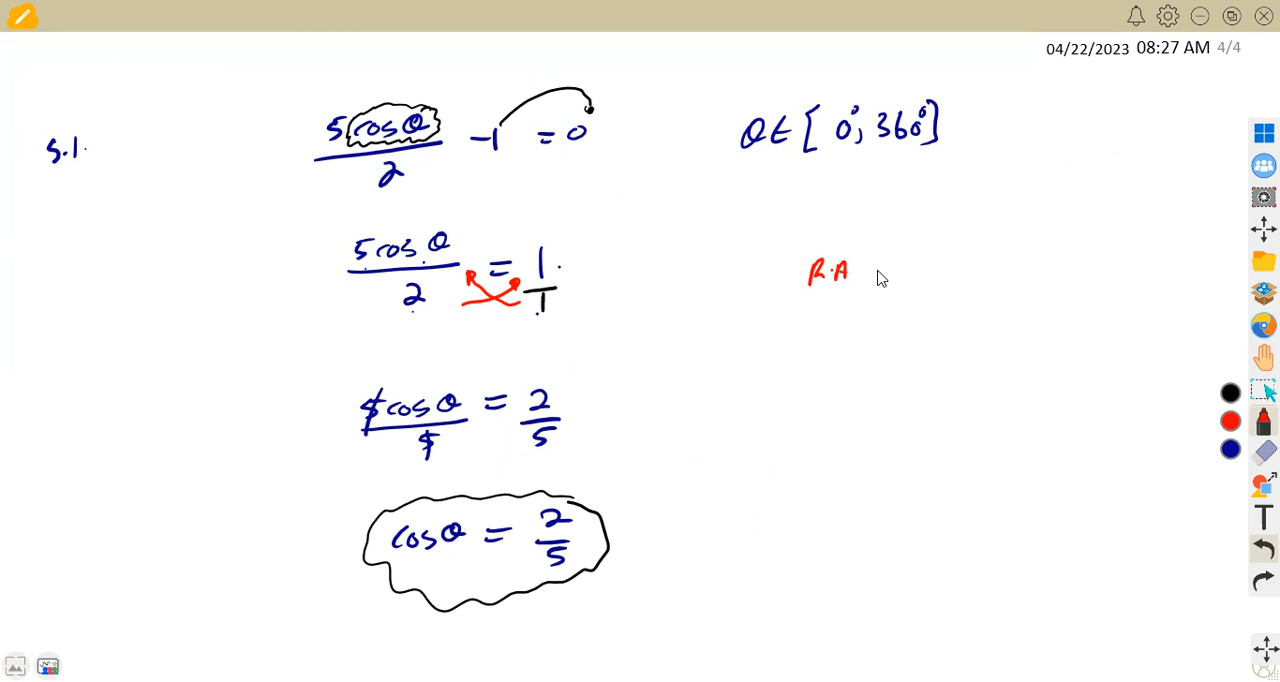 04/22/2023 08:27 AM 4/4
5.1. 5cosθ/2 -1 = 0 θ∈[0°; 360°]
5cosθ/2 = 1/1
R.A
5cosθ/5 = 2/5
cosθ = 2/5
T